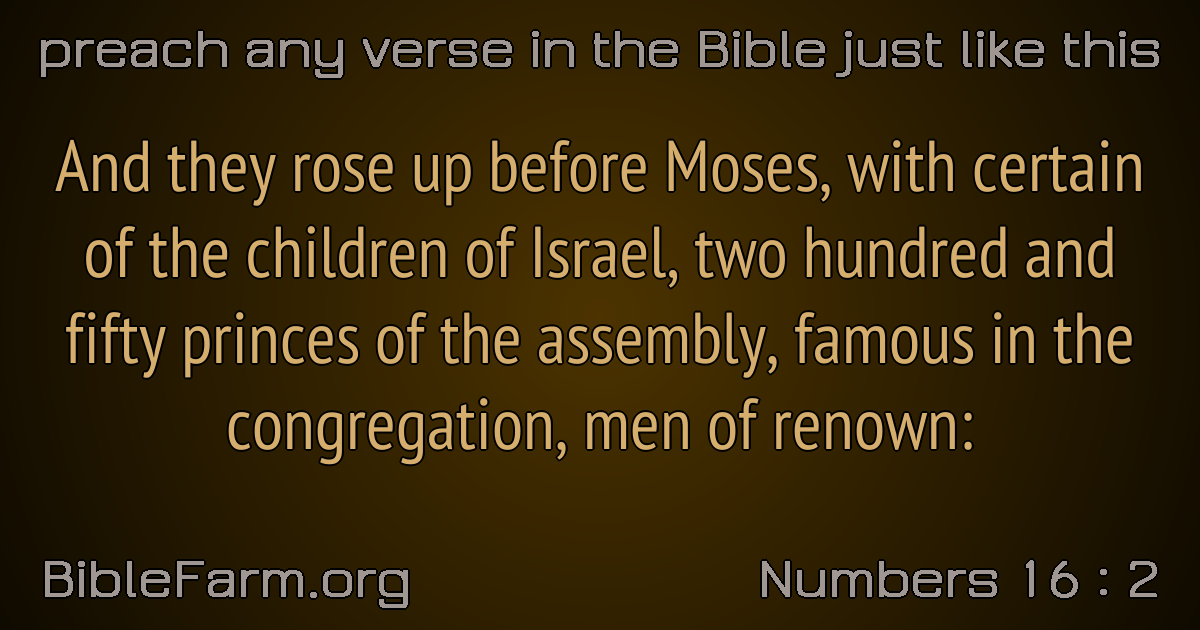 preach any verse in the Bible just like this
And they rose up before Moses, with certain
of the children of Israel, two hundred and
fifty princes of the assembly, famous in the
congregation, men of renown:
BibleFarm.org
Numbers 16 : 2